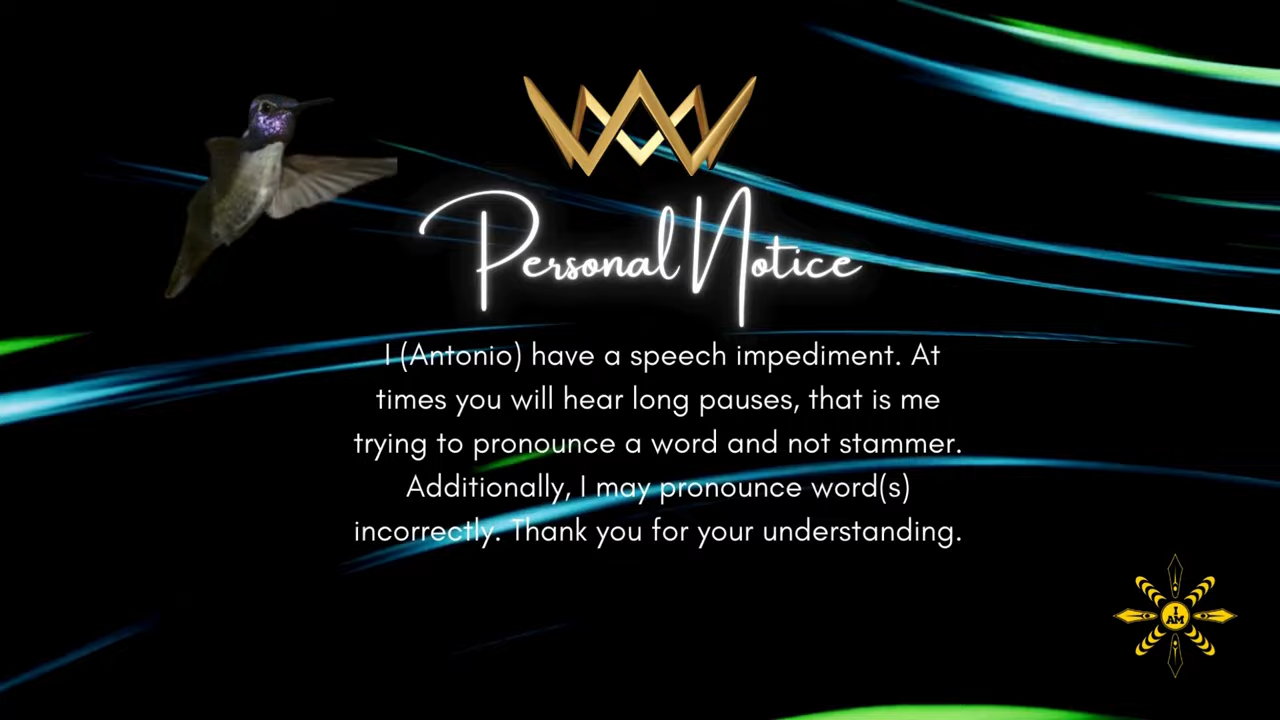 Personal Notice
I (Antonio) have a speech impediment. At
times you will hear long pauses, that is me
trying to pronounce a word and not stammer.
Additionally, I may pronounce word(s)
incorrectly. Thank you for your understanding.
I
AM